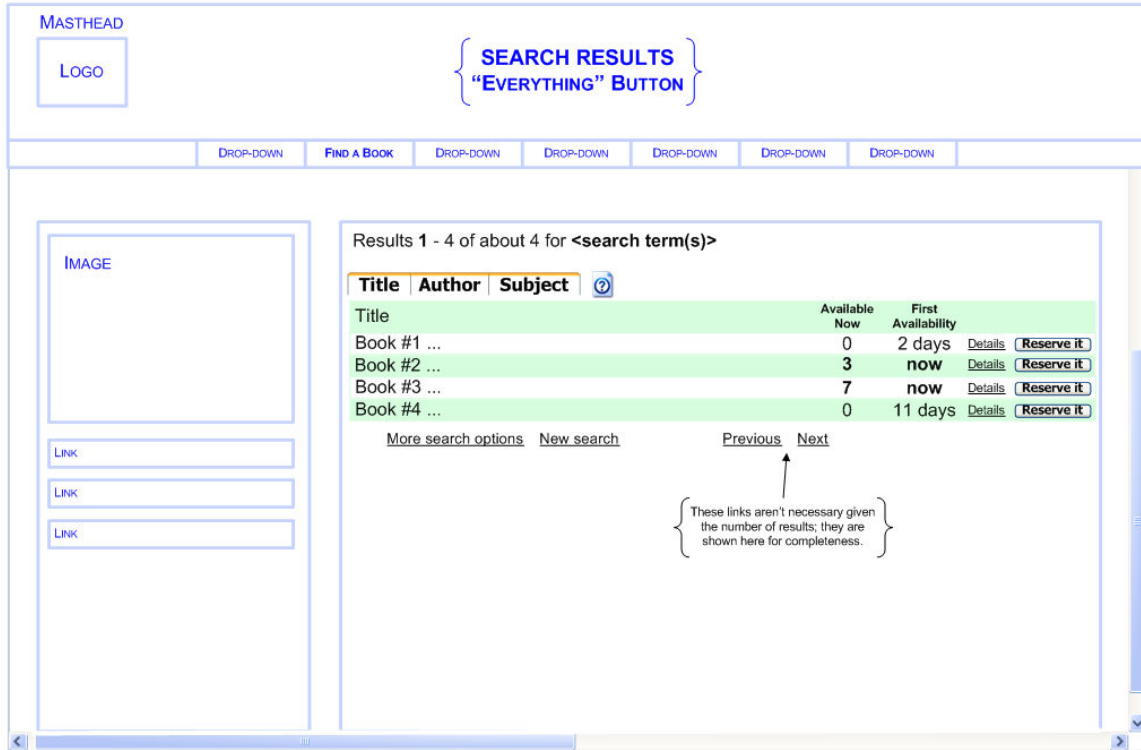 MASTHEAD
LOGO
SEARCH RESULTS
“EVERYTHING” BUTTON
DROP-DOWN FIND A BOOK DROP-DOWN DROP-DOWN DROP-DOWN DROP-DOWN DROP-DOWN
IMAGE
LINK
LINK
LINK
Results 1 - 4 of about 4 for <search term(s)>
Title Author Subject ?
Title Available Now First Availability
Book #1 ... 0 2 days Details Reserve it
Book #2 ... 3 now Details Reserve it
Book #3 ... 7 now Details Reserve it
Book #4 ... 0 11 days Details Reserve it
More search options New search Previous Next
These links aren't necessary given
the number of results; they are
shown here for completeness.